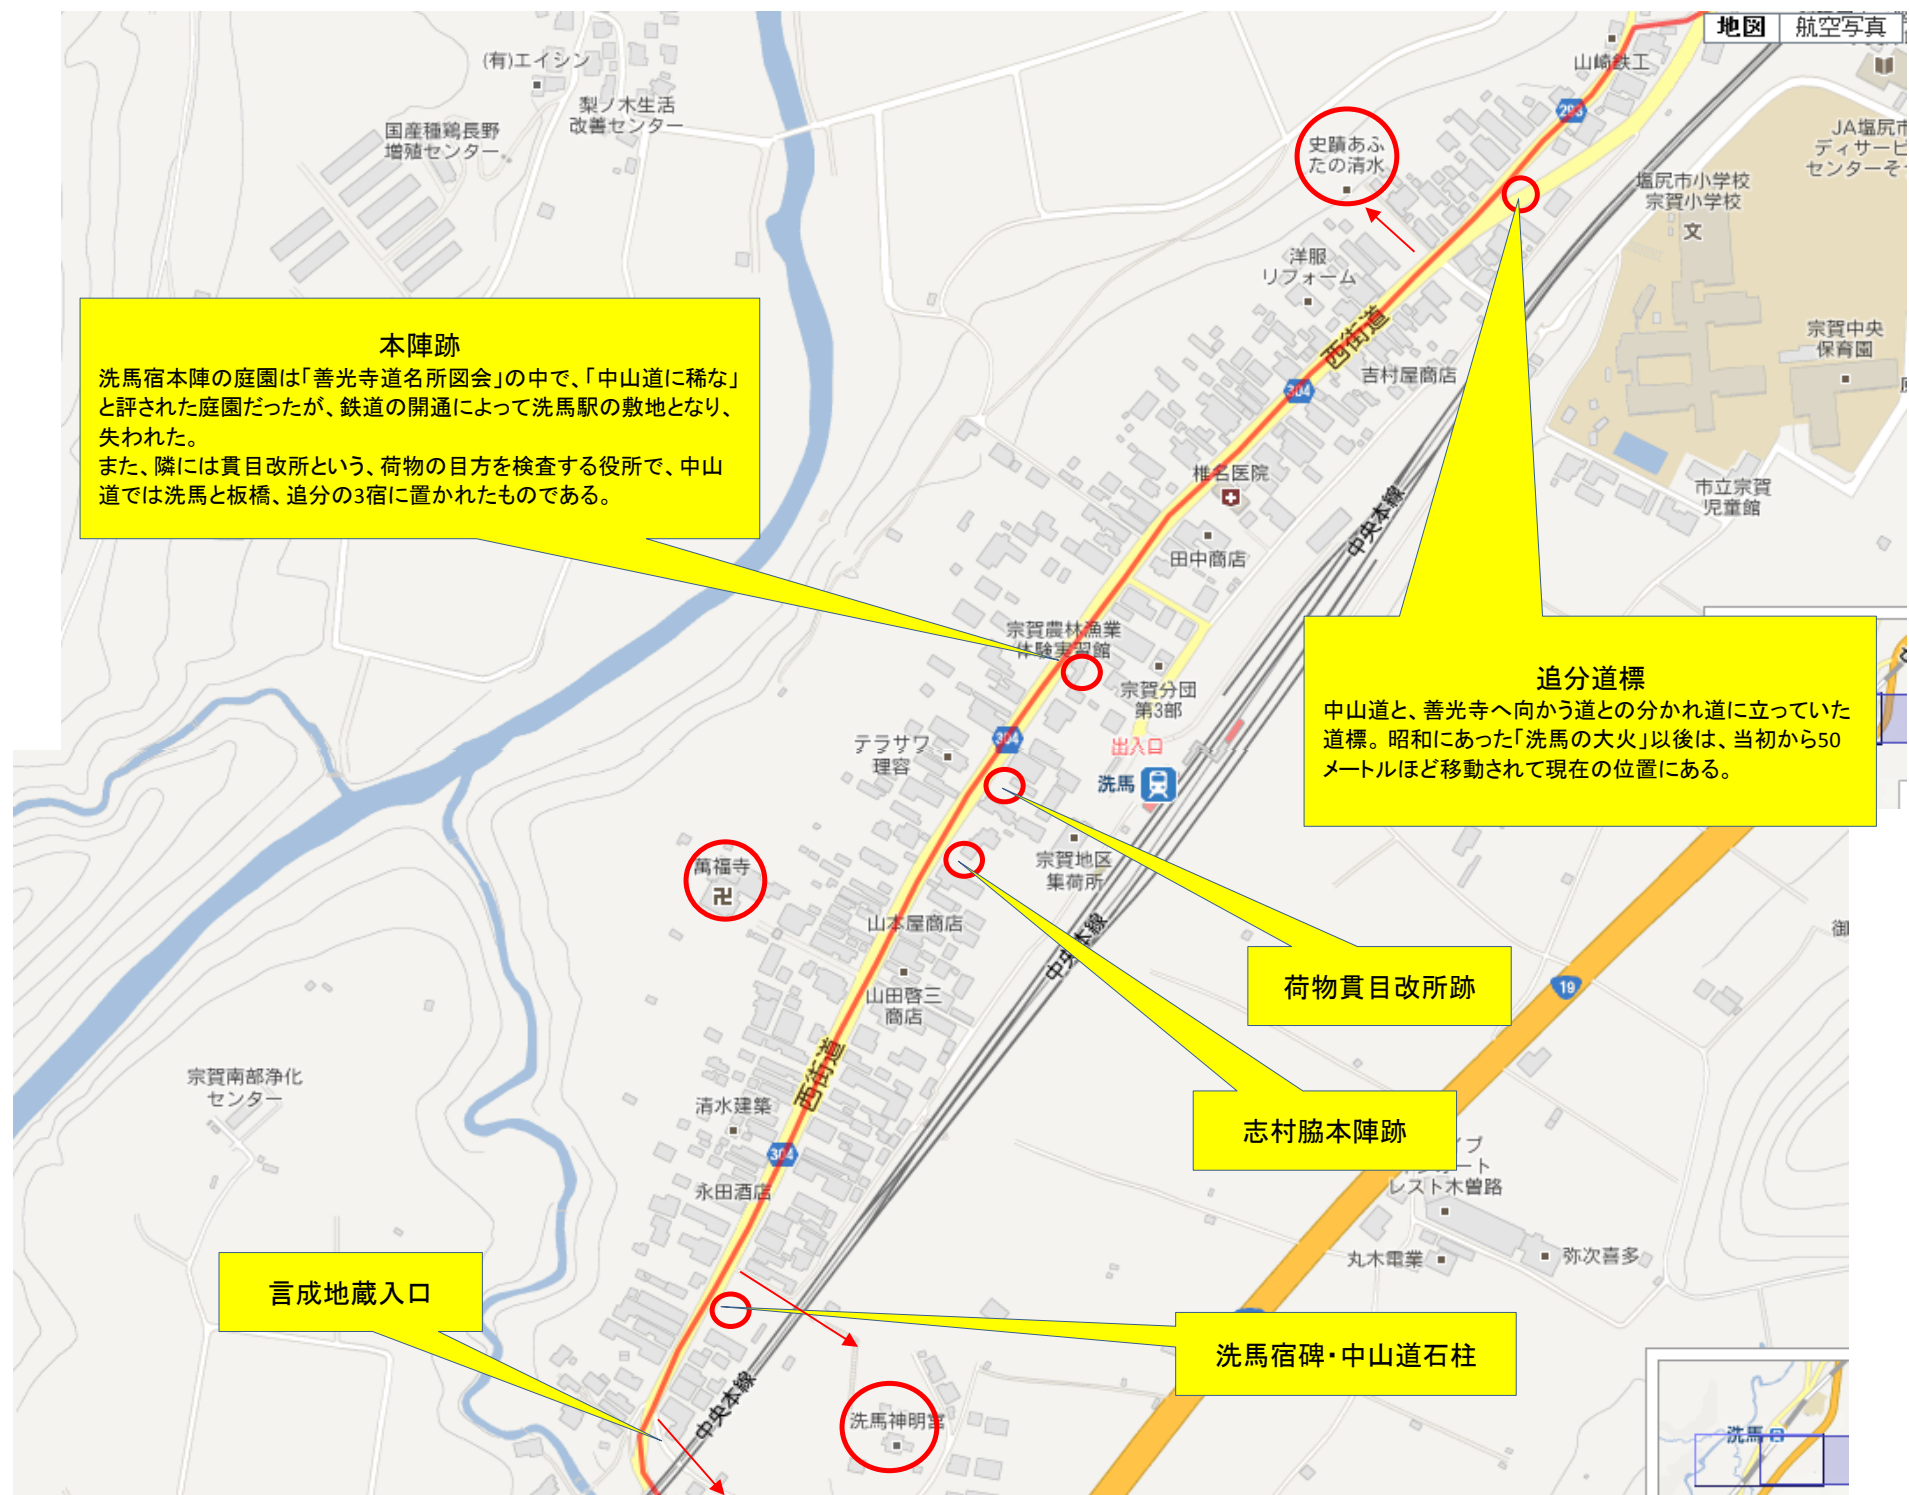 地図
航空写真
山崎鉄工
(有)エイシン
梨ノ木生活
改善センター
国産種鶏長野
増殖センター
293
JA塩尻市
ディサービ
センターそ
史蹟あふ
たの清水
塩尻市小学校
宗賀小学校
文
洋服
リフォーム
西街道
宗賀中央
保育園
本陣跡
洗馬宿本陣の庭園は「善光寺道名所図会」の中で、「中山道に稀な」
と評された庭園だったが、鉄道の開通によって洗馬駅の敷地となり、
失われた。
また、隣には貫目改所という、荷物の目方を検査する役所で、中山
道では洗馬と板橋、追分の3宿に置かれたものである。
吉村屋商店
304
椎名医院
市立宗賀
児童館
中央本線
田中商店
宗賀農林漁業
体験実習館
宗賀分団
第3部
追分道標
中山道と、善光寺へ向かう道との分かれ道に立っていた
道標。昭和にあった「洗馬の大火」以後は、当初から50
メートルほど移動されて現在の位置にある。
304
テラサワ
理容
出入口
洗馬
宗賀地区
集荷所
萬福寺
山本屋商店
中央本線
御
荷物貫目改所跡
19
山田啓三
商店
西街道
宗賀南部浄化
センター
清水建築
志村脇本陣跡
304
永田酒店
レスト木曽路
丸木電業
弥次喜多
言成地蔵入口
洗馬宿碑・中山道石柱
中央本線
洗馬神明宮
洗馬